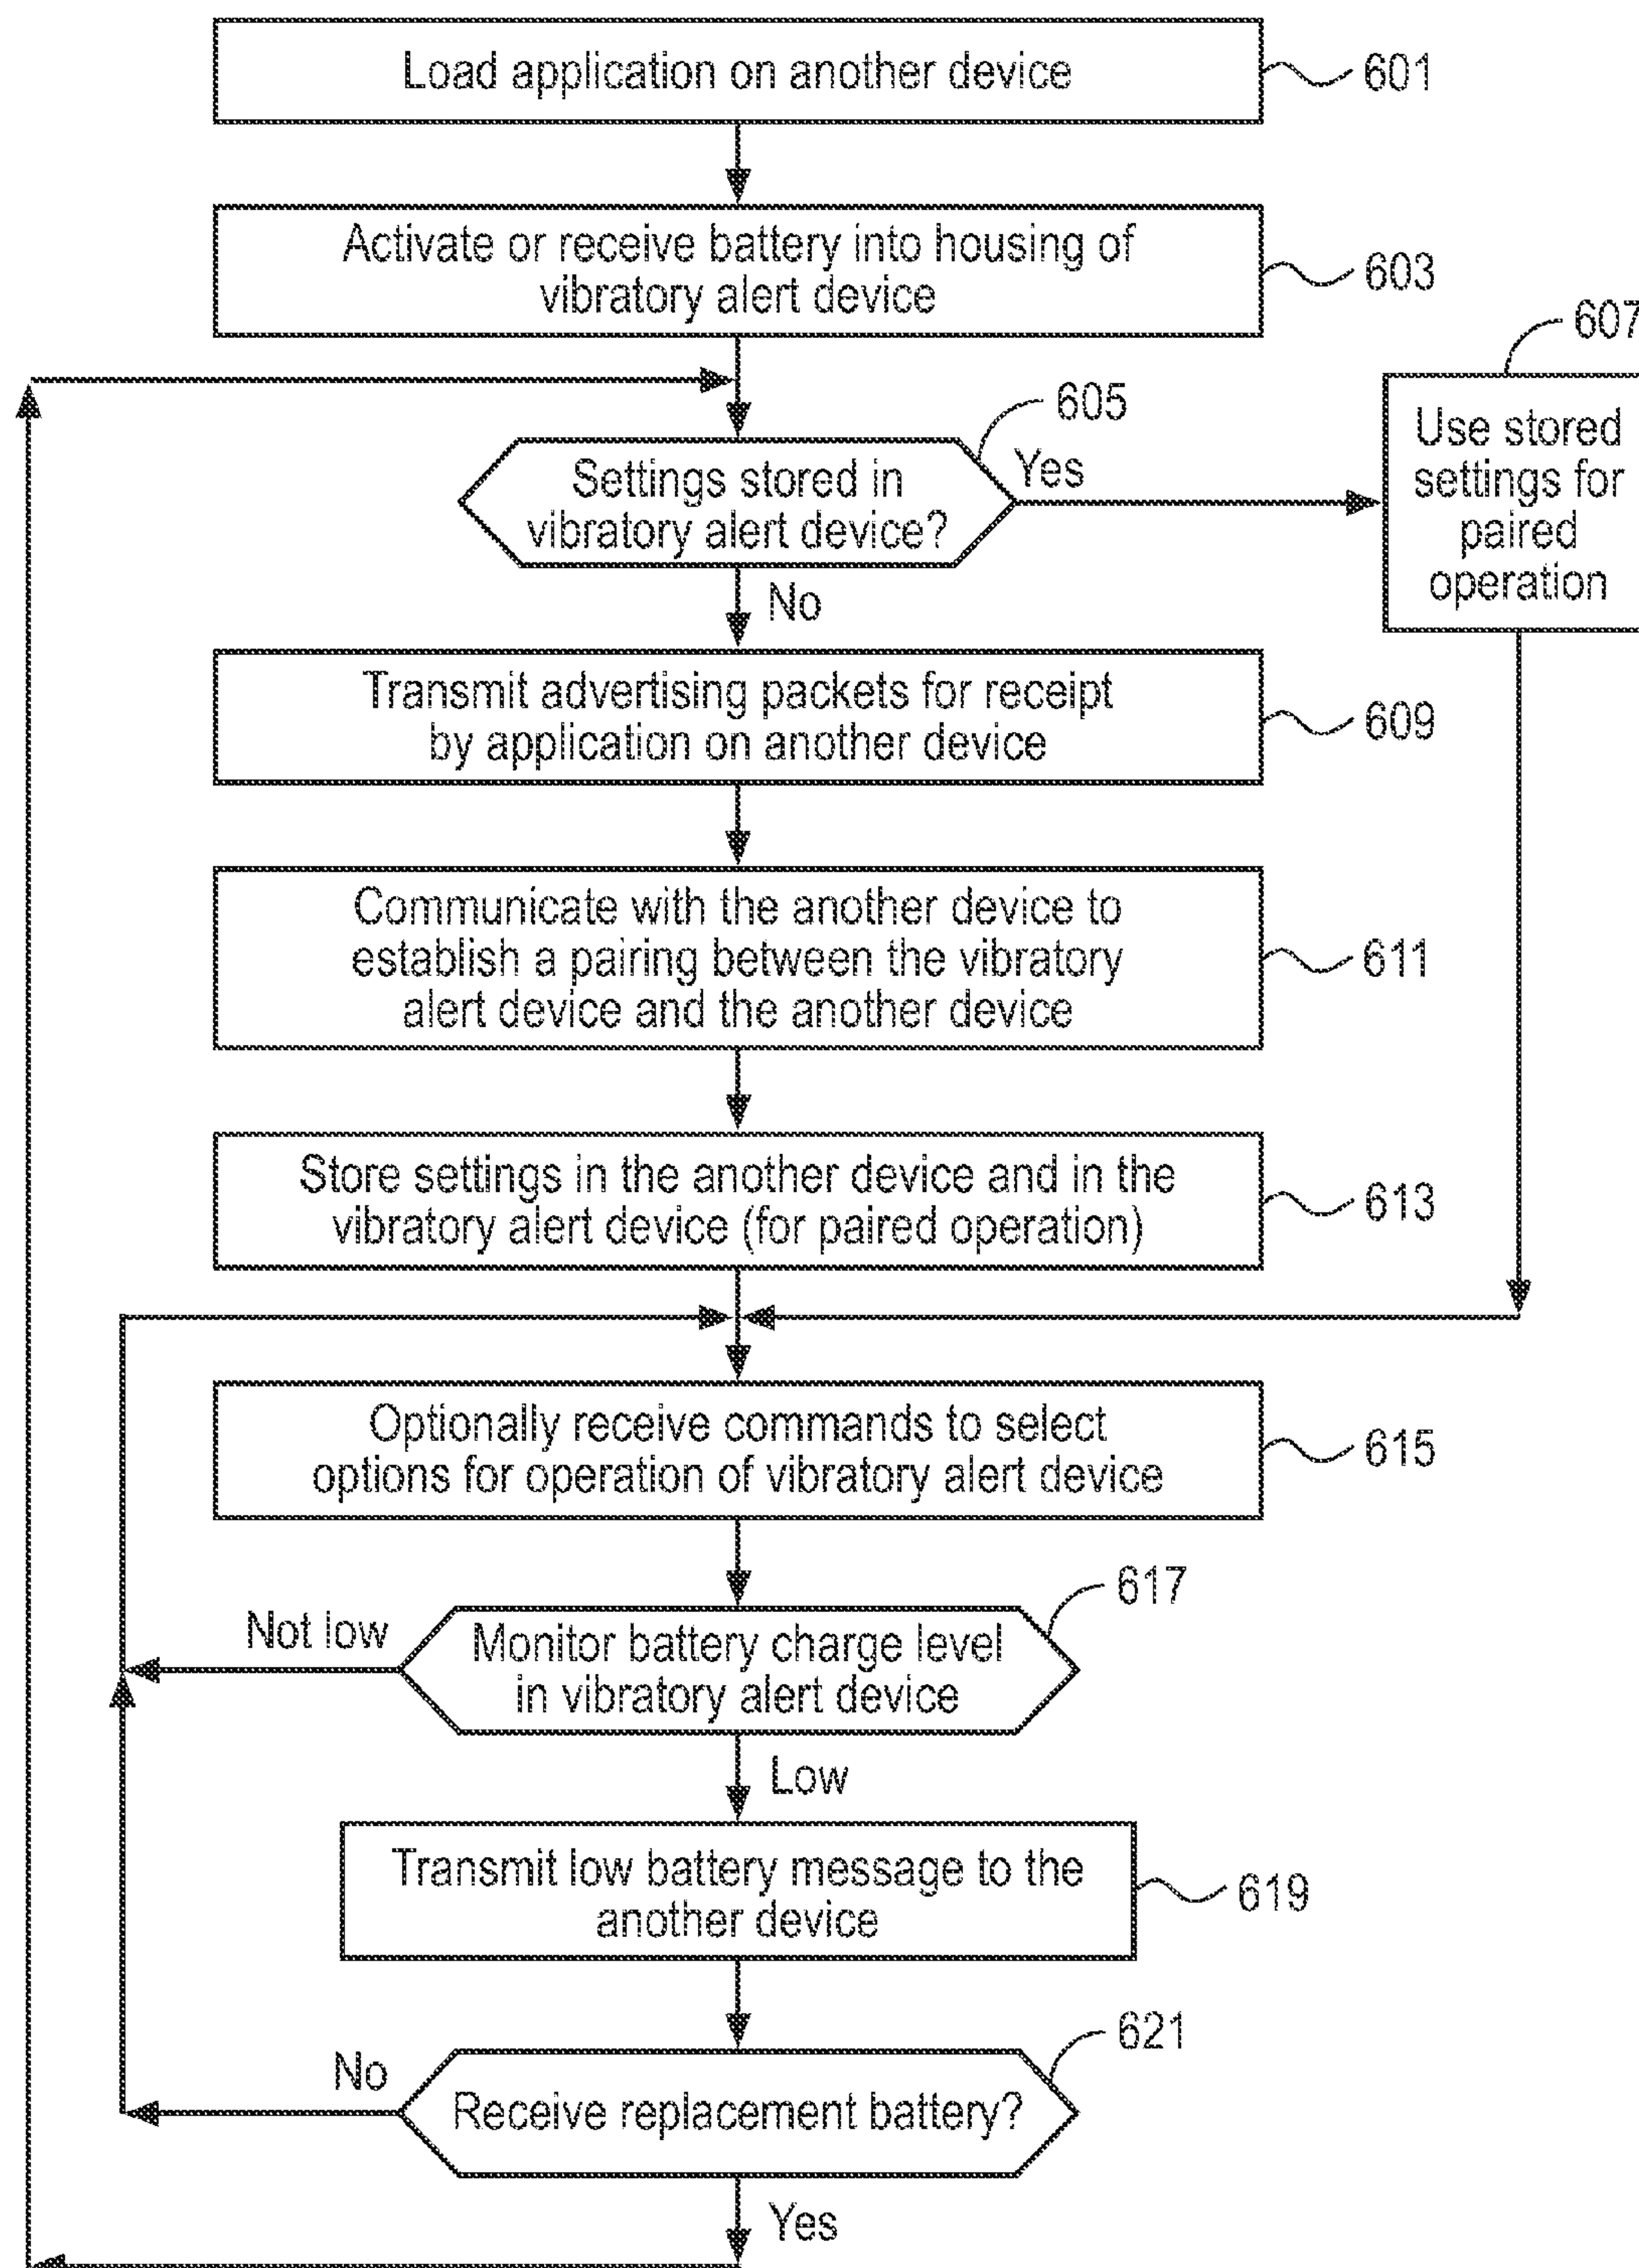 Load application on another device
601
Activate or receive battery into housing of
vibratory alert device
603
607
605
Settings stored in
vibratory alert device?
Yes
Use stored
settings for
paired
operation
No
Transmit advertising packets for receipt
by application on another device
609
Communicate with the another device to
establish a pairing between the vibratory
alert device and the another device
611
Store settings in the another device and in the
vibratory alert device (for paired operation)
613
Optionally receive commands to select
options for operation of vibratory alert device
615
617
Not low
Monitor battery charge level
in vibratory alert device
Low
Transmit low battery message to the
another device
619
621
No
Receive replacement battery?
Yes